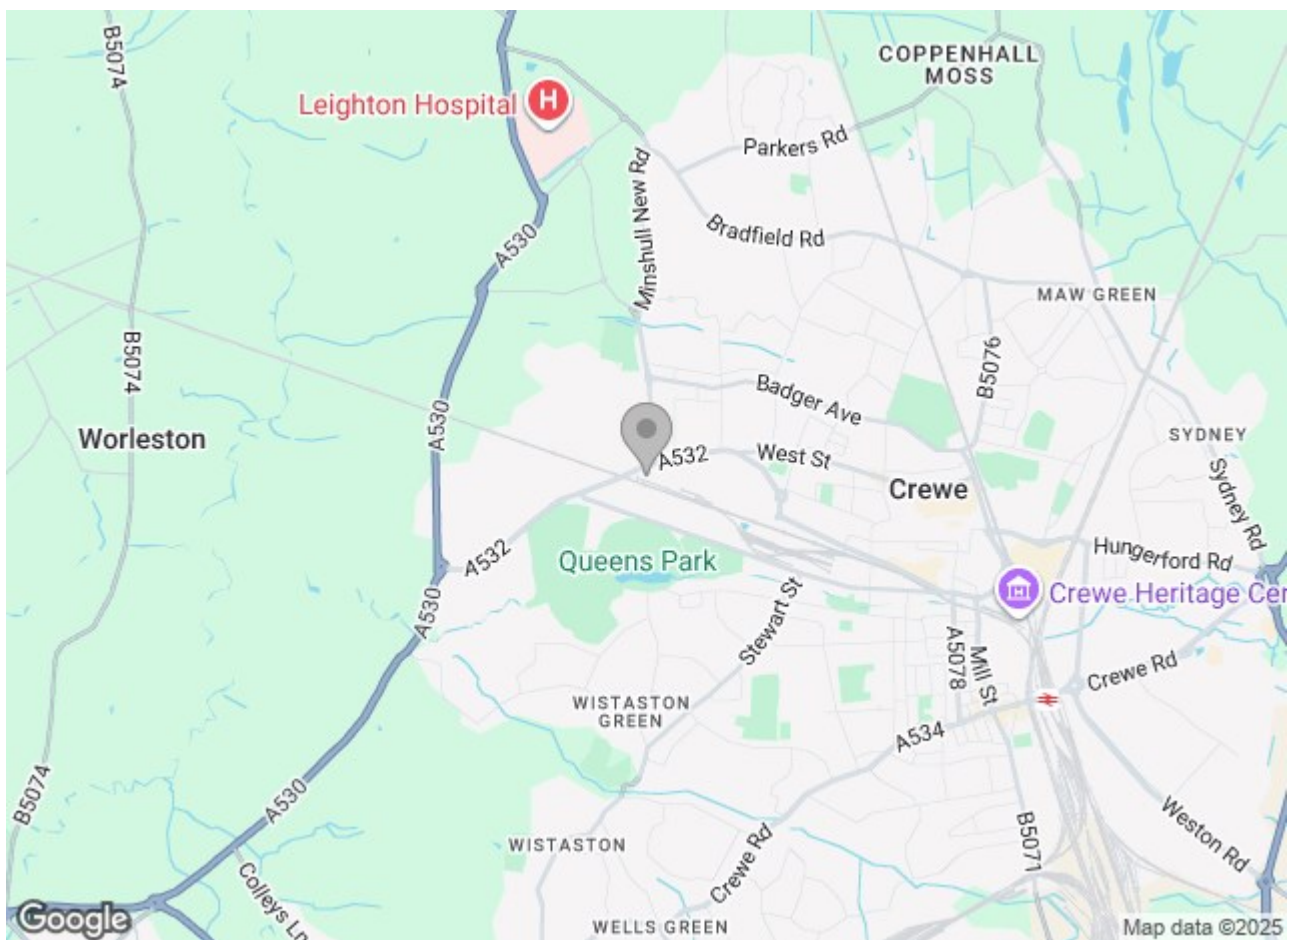 B5074
COPPENHALL
MOSS
Leighton Hospital
H
Parkers Rd
Minshull New Rd
Bradfield Rd
A530
MAW GREEN
B5074
B5076
Badger Ave
A530
Worleston
SYDNEY
A532
West St
Crewe
Sydney Rd
Hungerford Rd
A532
Queens Park
Crewe Heritage Cen
A530
Stewart St
A5078
Mill St
Crewe Rd
WISTASTON
GREEN
A534
B5074
A530
Weston Rd
B5071
WISTASTON
Crewe Rd
Colleys Ln
Google
WELLS GREEN
Map data ©2025